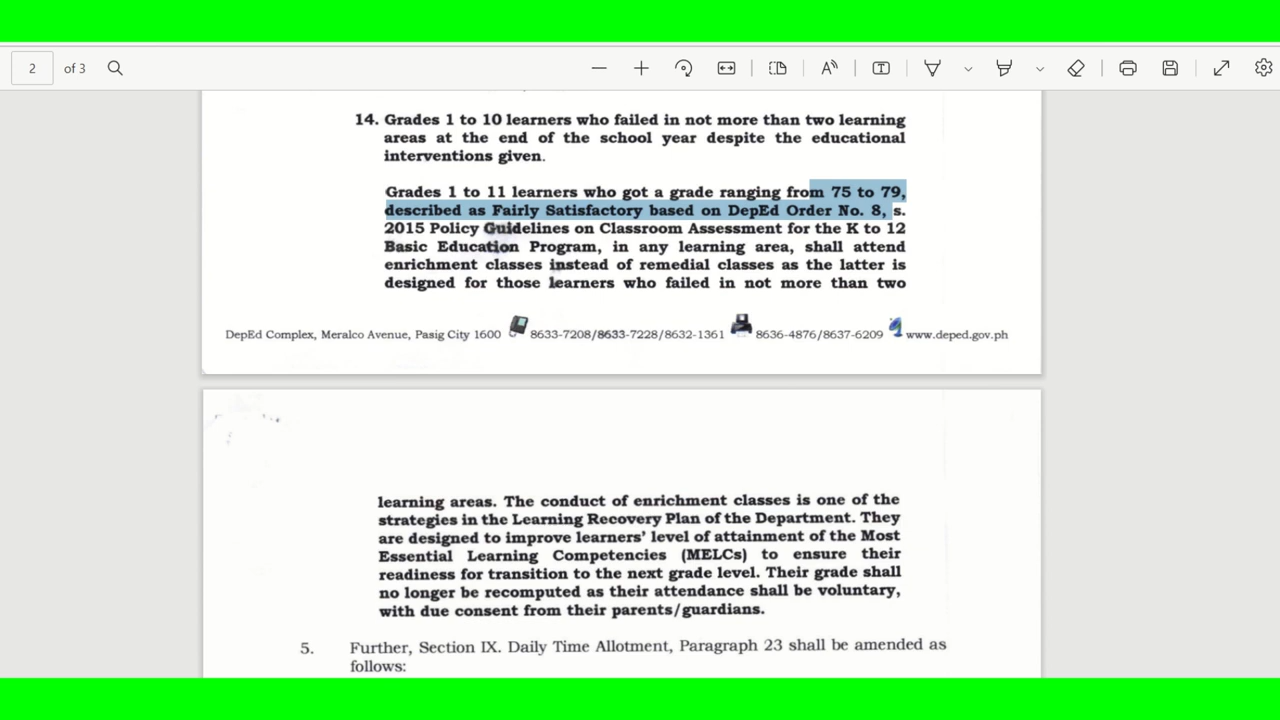 2 of 3
14. Grades 1 to 10 learners who failed in not more than two learning
areas at the end of the school year despite the educational
interventions given.
Grades 1 to 11 learners who got a grade ranging from 75 to 79,
described as Fairly Satisfactory based on DepEd Order No. 8, s.
2015 Policy Guidelines on Classroom Assessment for the K to 12
Basic Education Program, in any learning area, shall attend
enrichment classes instead of remedial classes as the latter is
designed for those learners who failed in not more than two
DepEd Complex, Meralco Avenue, Pasig City 1600 8633-7208/8633-7228/8632-1361 8636-4876/8637-6209 www.deped.gov.ph
learning areas. The conduct of enrichment classes is one of the
strategies in the Learning Recovery Plan of the Department. They
are designed to improve learners' level of attainment of the Most
Essential Learning Competencies (MELCs) to ensure their
readiness for transition to the next grade level. Their grade shall
no longer be recomputed as their attendance shall be voluntary,
with due consent from their parents/guardians.
5. Further, Section IX. Daily Time Allotment, Paragraph 23 shall be amended as
follows: